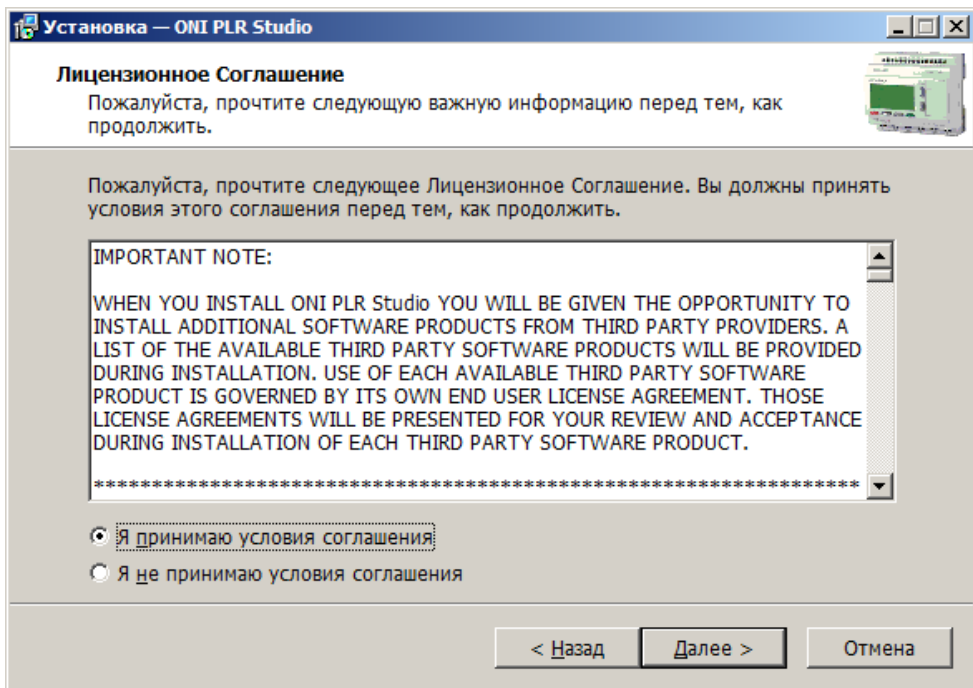 Установка — ONI PLR Studio
Лицензионное Соглашение
Пожалуйста, прочтите следующую важную информацию перед тем, как
продолжить.
Пожалуйста, прочтите следующее Лицензионное Соглашение. Вы должны принять
условия этого соглашения перед тем, как продолжить.
IMPORTANT NOTE:
WHEN YOU INSTALL ONI PLR Studio YOU WILL BE GIVEN THE OPPORTUNITY TO
INSTALL ADDITIONAL SOFTWARE PRODUCTS FROM THIRD PARTY PROVIDERS. A
LIST OF THE AVAILABLE THIRD PARTY SOFTWARE PRODUCTS WILL BE PROVIDED
DURING INSTALLATION. USE OF EACH AVAILABLE THIRD PARTY SOFTWARE
PRODUCT IS GOVERNED BY ITS OWN END USER LICENSE AGREEMENT. THOSE
LICENSE AGREEMENTS WILL BE PRESENTED FOR YOUR REVIEW AND ACCEPTANCE
DURING INSTALLATION OF EACH THIRD PARTY SOFTWARE PRODUCT.
******************************************************************
Я принимаю условия соглашения
Я не принимаю условия соглашения
< Назад
Далее >
Отмена